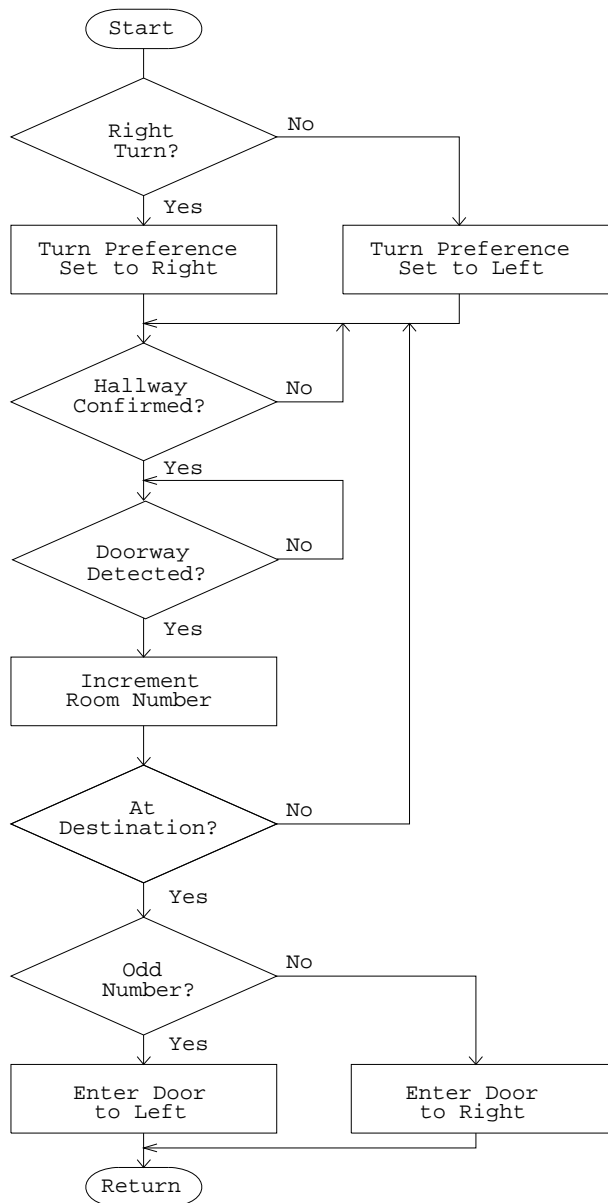 Start
Right
Turn?
No
Yes
Turn Preference
Set to Right
Turn Preference
Set to Left
Hallway
Confirmed?
No
Yes
Doorway
Detected?
No
Yes
Increment
Room Number
At
Destination?
No
Yes
Odd
Number?
No
Yes
Enter Door
to Left
Enter Door
to Right
Return